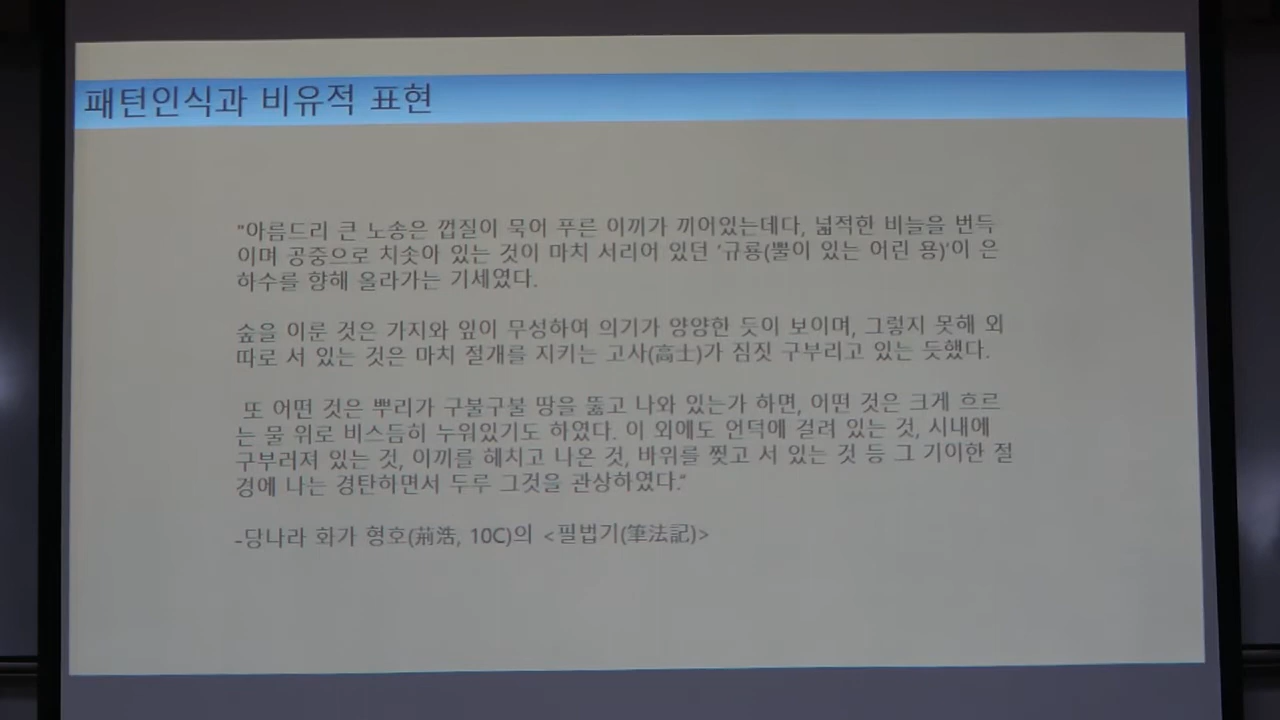 패턴인식과 비유적 표현
"아름드리 큰 노송은 껍질이 묵어 푸른 이끼가 끼어있는데다, 넓적한 비늘을 번득
이며 공중으로 치솟아 있는 것이 마치 서리어 있던 '규룡(뿔이 있는 어린 용)'이 은
하수를 향해 올라가는 기세였다.
숲을 이룬 것은 가지와 잎이 무성하여 의기가 양양한 듯이 보이며, 그렇지 못해 외
따로 서 있는 것은 마치 절개를 지키는 고사(高士)가 짐짓 구부리고 있는 듯했다.
또 어떤 것은 뿌리가 구불구불 땅을 뚫고 나와 있는가 하면, 어떤 것은 크게 흐르
는 물 위로 비스듬히 누워있기도 하였다. 이 외에도 언덕에 걸려 있는 것, 시내에
구부러져 있는 것, 이끼를 헤치고 나온 것, 바위를 찢고 서 있는 것 등 그 기이한 절
경에 나는 경탄하면서 두루 그것을 관상하였다."
-당나라 화가 형호(荊浩, 10C)의 <필법기(筆法記)>